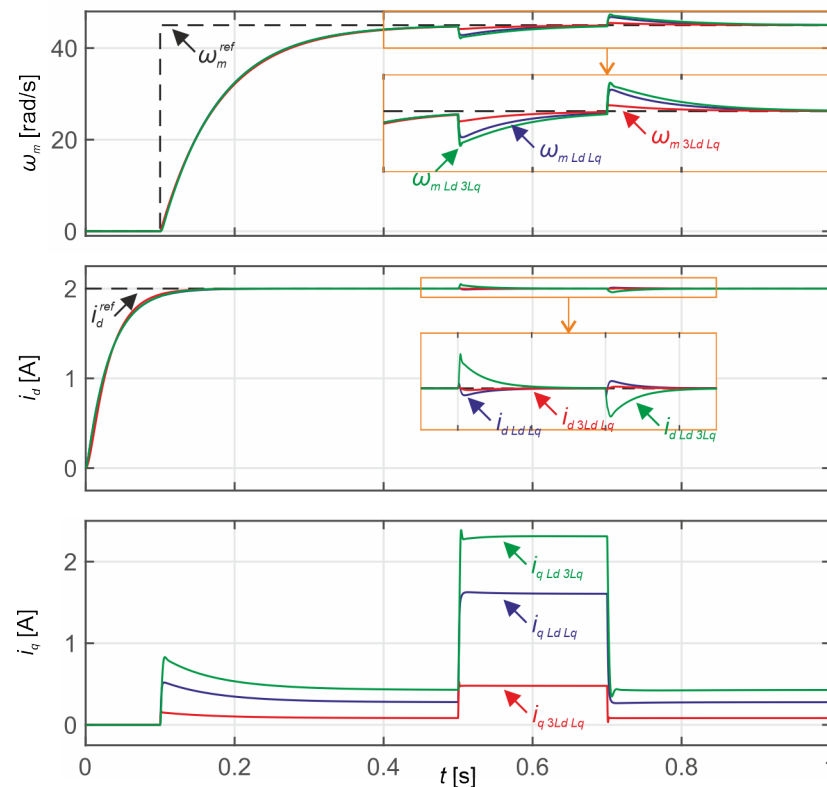 40
20
0
ω_m [rad/s]
ω_m^ref
ω_m Ld 3Lq
ω_m Ld Lq
ω_m 3Ld Lq
2
1
0
i_d [A]
i_d^ref
i_d Ld Lq
i_d 3Ld Lq
i_d Ld 3Lq
2
1
0
i_q [A]
i_q Ld 3Lq
i_q Ld Lq
i_q 3Ld Lq
0 0.2 0.4 0.6 0.8
t [s]